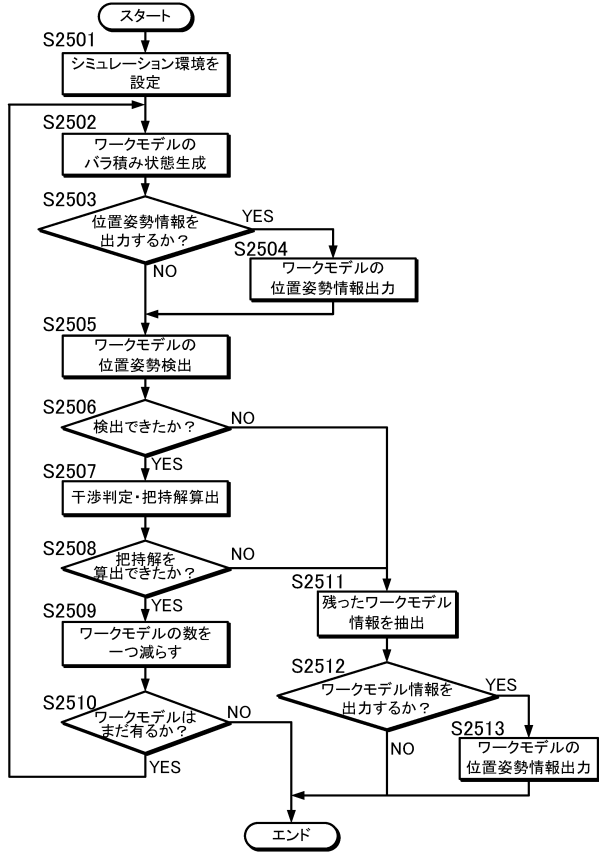 スタート
S2501
シミュレーション環境を
設定
S2502
ワークモデルの
バラ積み状態生成
S2503
位置姿勢情報を
出力するか?
YES
NO
S2504
ワークモデルの
位置姿勢情報出力
S2505
ワークモデルの
位置姿勢検出
S2506
検出できたか?
NO
YES
S2507
干渉判定・把持解算出
S2508
把持解を
算出できたか?
NO
YES
S2509
ワークモデルの数を
一つ減らす
S2510
ワークモデルは
まだ有るか?
NO
YES
S2511
残ったワークモデル
情報を抽出
S2512
ワークモデル情報を
出力するか?
YES
NO
S2513
ワークモデルの
位置姿勢情報出力
エンド